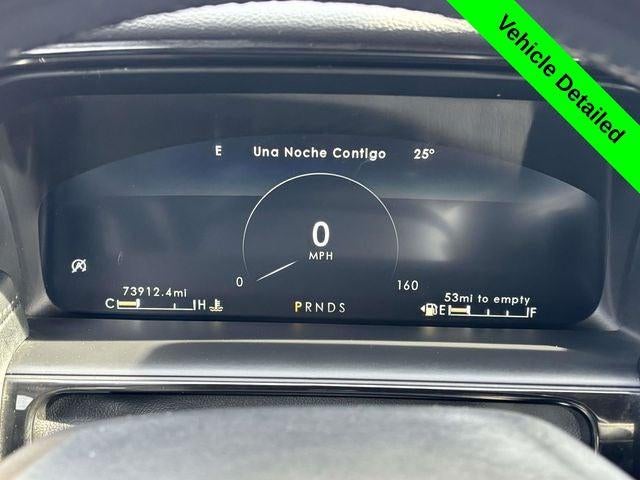 Vehicle Detailed
E Una Noche Contigo 25°
0
MPH
0 160
73912.4mi
C H
PRNDS
53mi to empty
E F